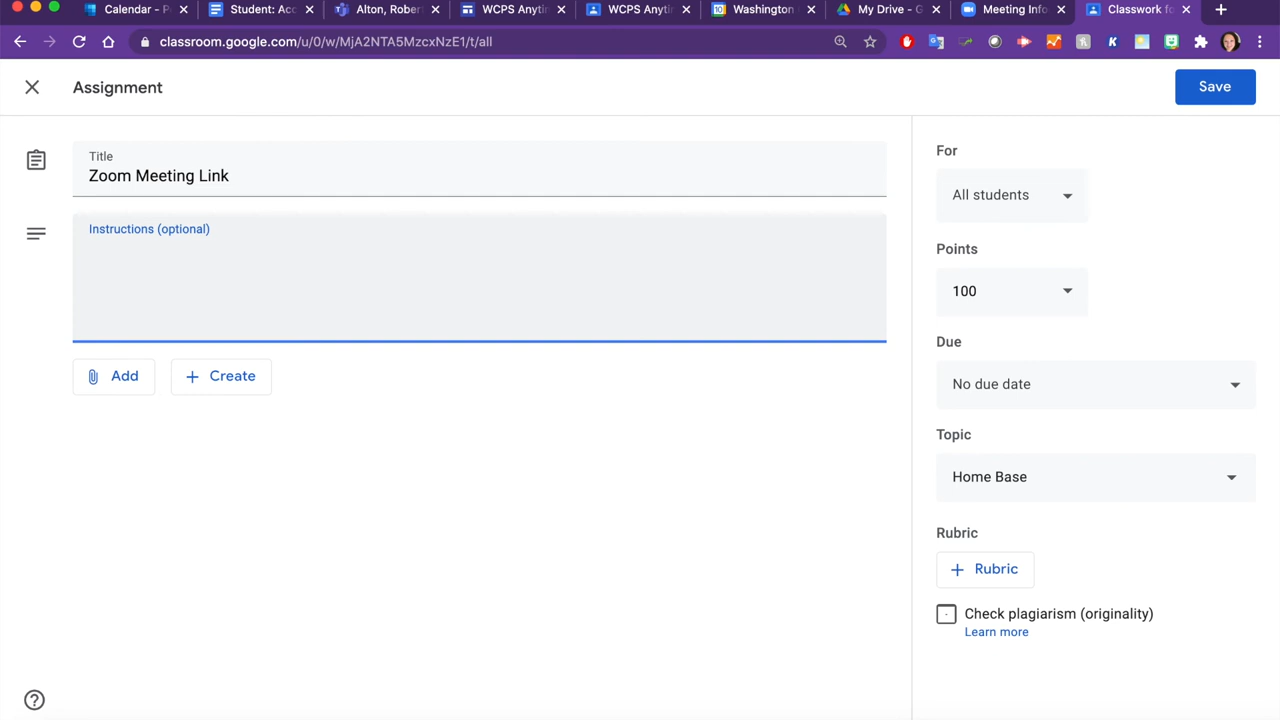 Calendar - P
Student: Acc
Alton, Rober
WCPS Anytin
WCPS Anytin
Washington
My Drive - G
Meeting Info
Classwork fo
classroom.google.com/u/0/w/MjA2NTA5MzcxNzE1/t/all
Assignment
Save
Title
Zoom Meeting Link
Instructions (optional)
Add
Create
For
All students
Points
100
Due
No due date
Topic
Home Base
Rubric
Rubric
Check plagiarism (originality)
Learn more